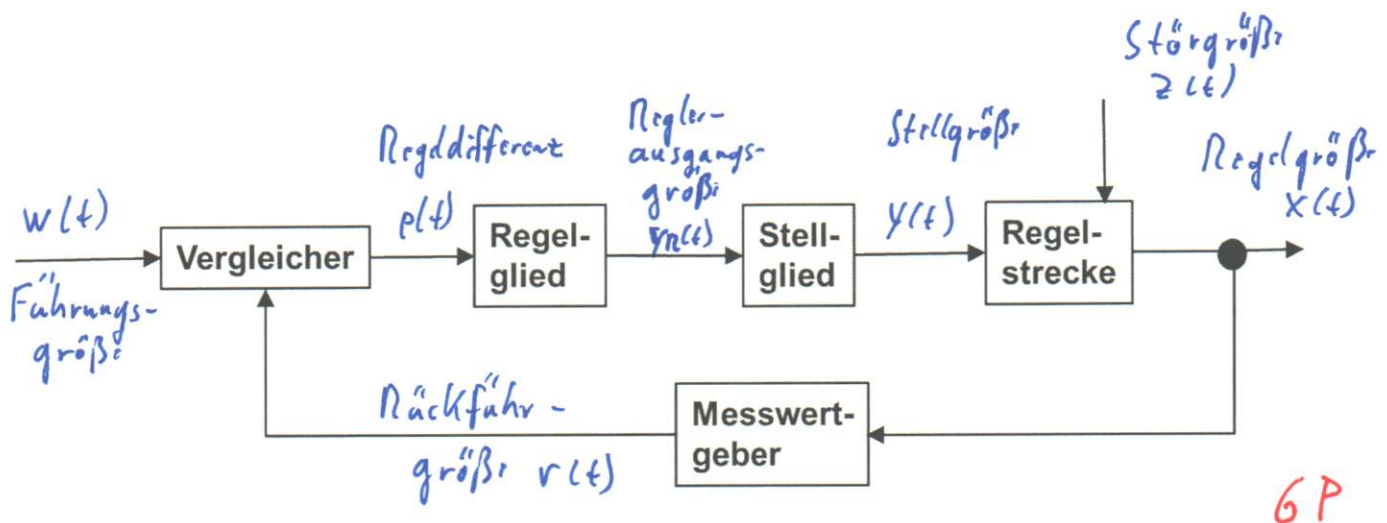 Störgröße
z(t)
Regeldifferenz
Regler-
ausgangs-
größe
Stellgröße
Regelgröße
x(t)
w(t)
e(t)
yR(t)
y(t)
Vergleicher
Regel-
glied
Stell-
glied
Regel-
strecke
Führungs-
größe
Rückführ-
größe r(t)
Messwert-
geber
6 P